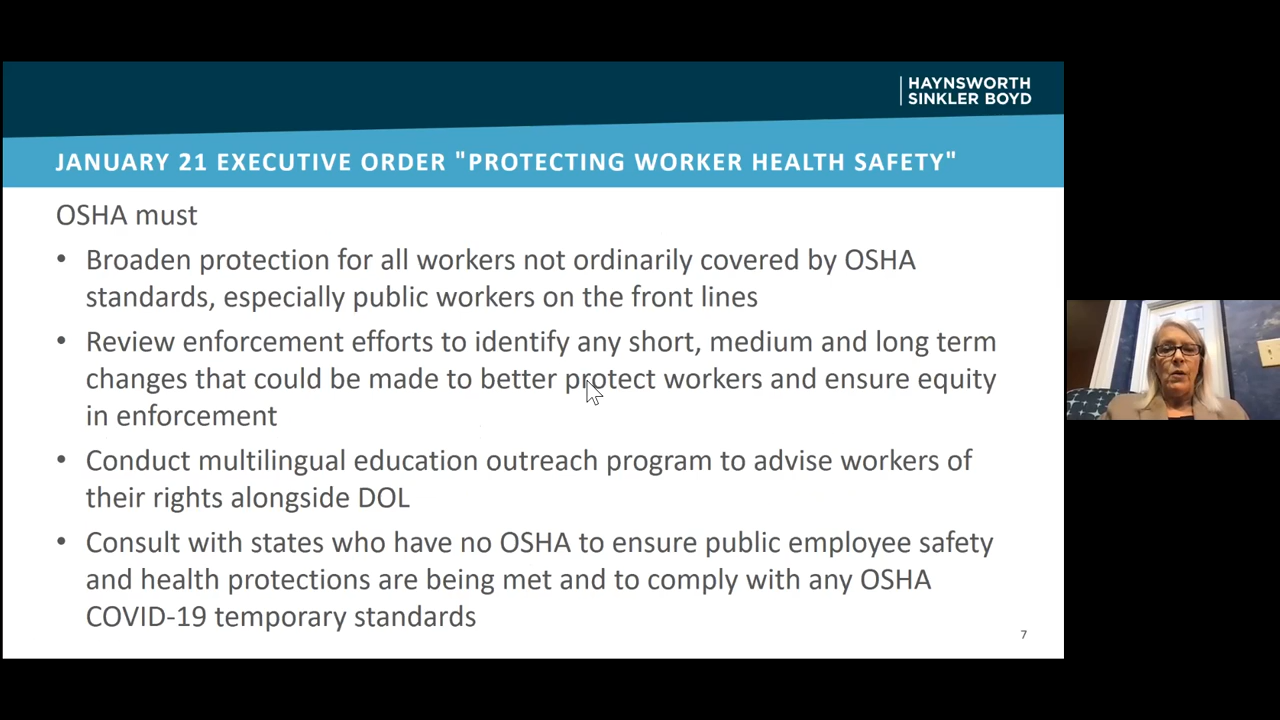 HAYNSWORTH
SINKLER BOYD
JANUARY 21 EXECUTIVE ORDER "PROTECTING WORKER HEALTH SAFETY"
OSHA must
• Broaden protection for all workers not ordinarily covered by OSHA
standards, especially public workers on the front lines
• Review enforcement efforts to identify any short, medium and long term
changes that could be made to better protect workers and ensure equity
in enforcement
• Conduct multilingual education outreach program to advise workers of
their rights alongside DOL
• Consult with states who have no OSHA to ensure public employee safety
and health protections are being met and to comply with any OSHA
COVID-19 temporary standards
7